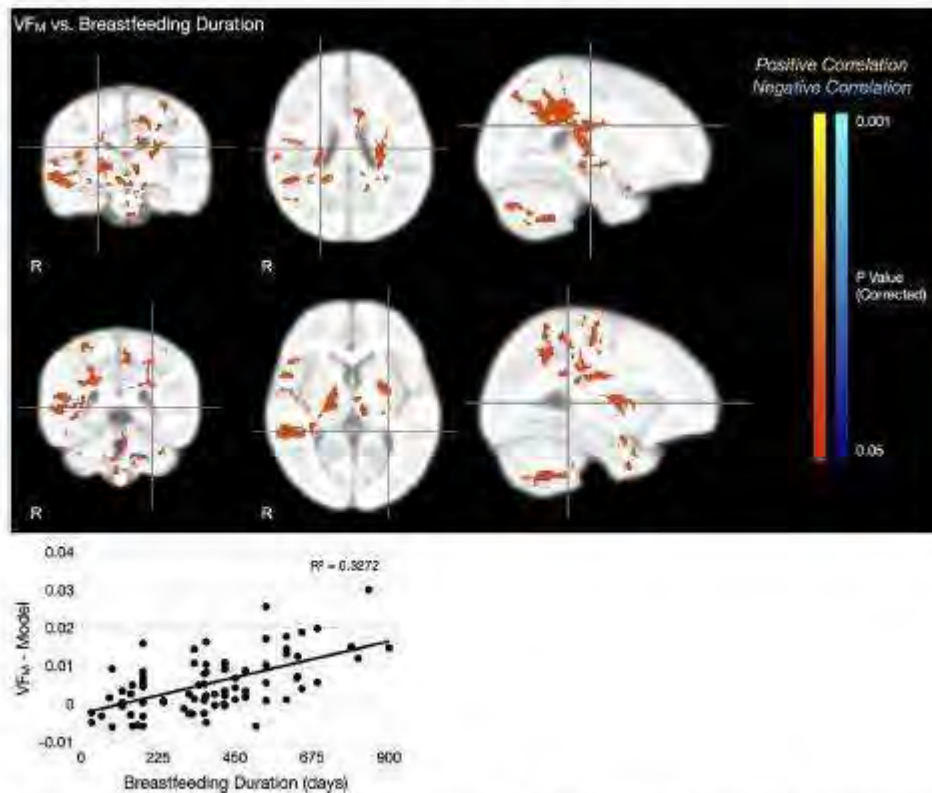 VFM vs. Breastfeeding Duration
Positive Correlation
Negative Correlation
0.001
P Value
(Corrected)
0.05
R
R
R
R
R² = 0.3272
0.04
0.03
0.02
0.01
0
-0.01
VFM - Model
0 225 450 675 900
Breastfeeding Duration (days)